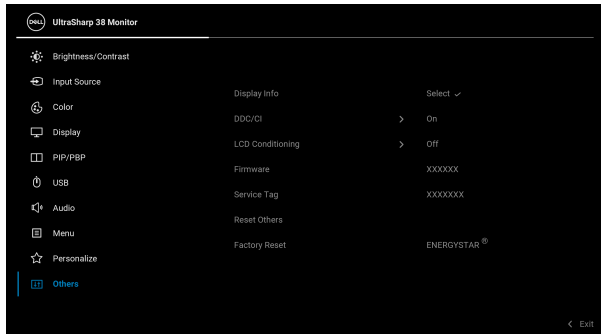 DELL UltraSharp 38 Monitor
Brightness/Contrast
Input Source
Color
Display
PIP/PBP
USB
Audio
Menu
Personalize
Others
Display Info Select ✓
DDC/CI > On
LCD Conditioning > Off
Firmware XXXXXX
Service Tag XXXXXXX
Reset Others
Factory Reset ENERGYSTAR ®
< Exit